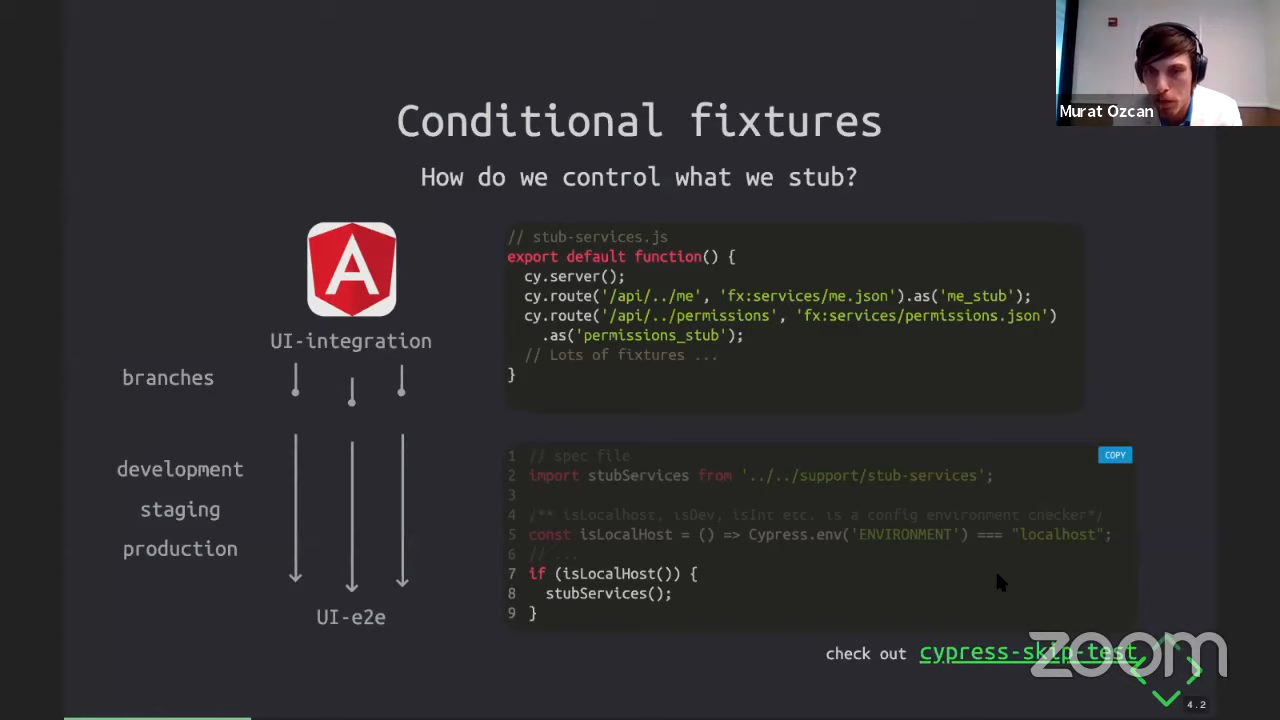 Murat Ozcan
Conditional fixtures
How do we control what we stub?
A
UI-integration
branches
development
staging
production
UI-e2e
// stub-services.js
export default function() {
cy.server();
cy.route('/api/../me', 'fx:services/me.json').as('me_stub');
cy.route('/api/../permissions', 'fx:services/permissions.json')
.as('permissions_stub');
// Lots of fixtures ...
}
COPY
1 // spec file
2 import stubServices from '../../support/stub-services';
3
4 /** isLocalhost, isDev, isInt etc. is a config environment checker*/
5 const isLocalHost = () => Cypress.env('ENVIRONMENT') === "localhost";
6 // ...
7 if (isLocalHost()) {
8 stubServices();
9 }
check out cypress-skip-test
zoom
4.2